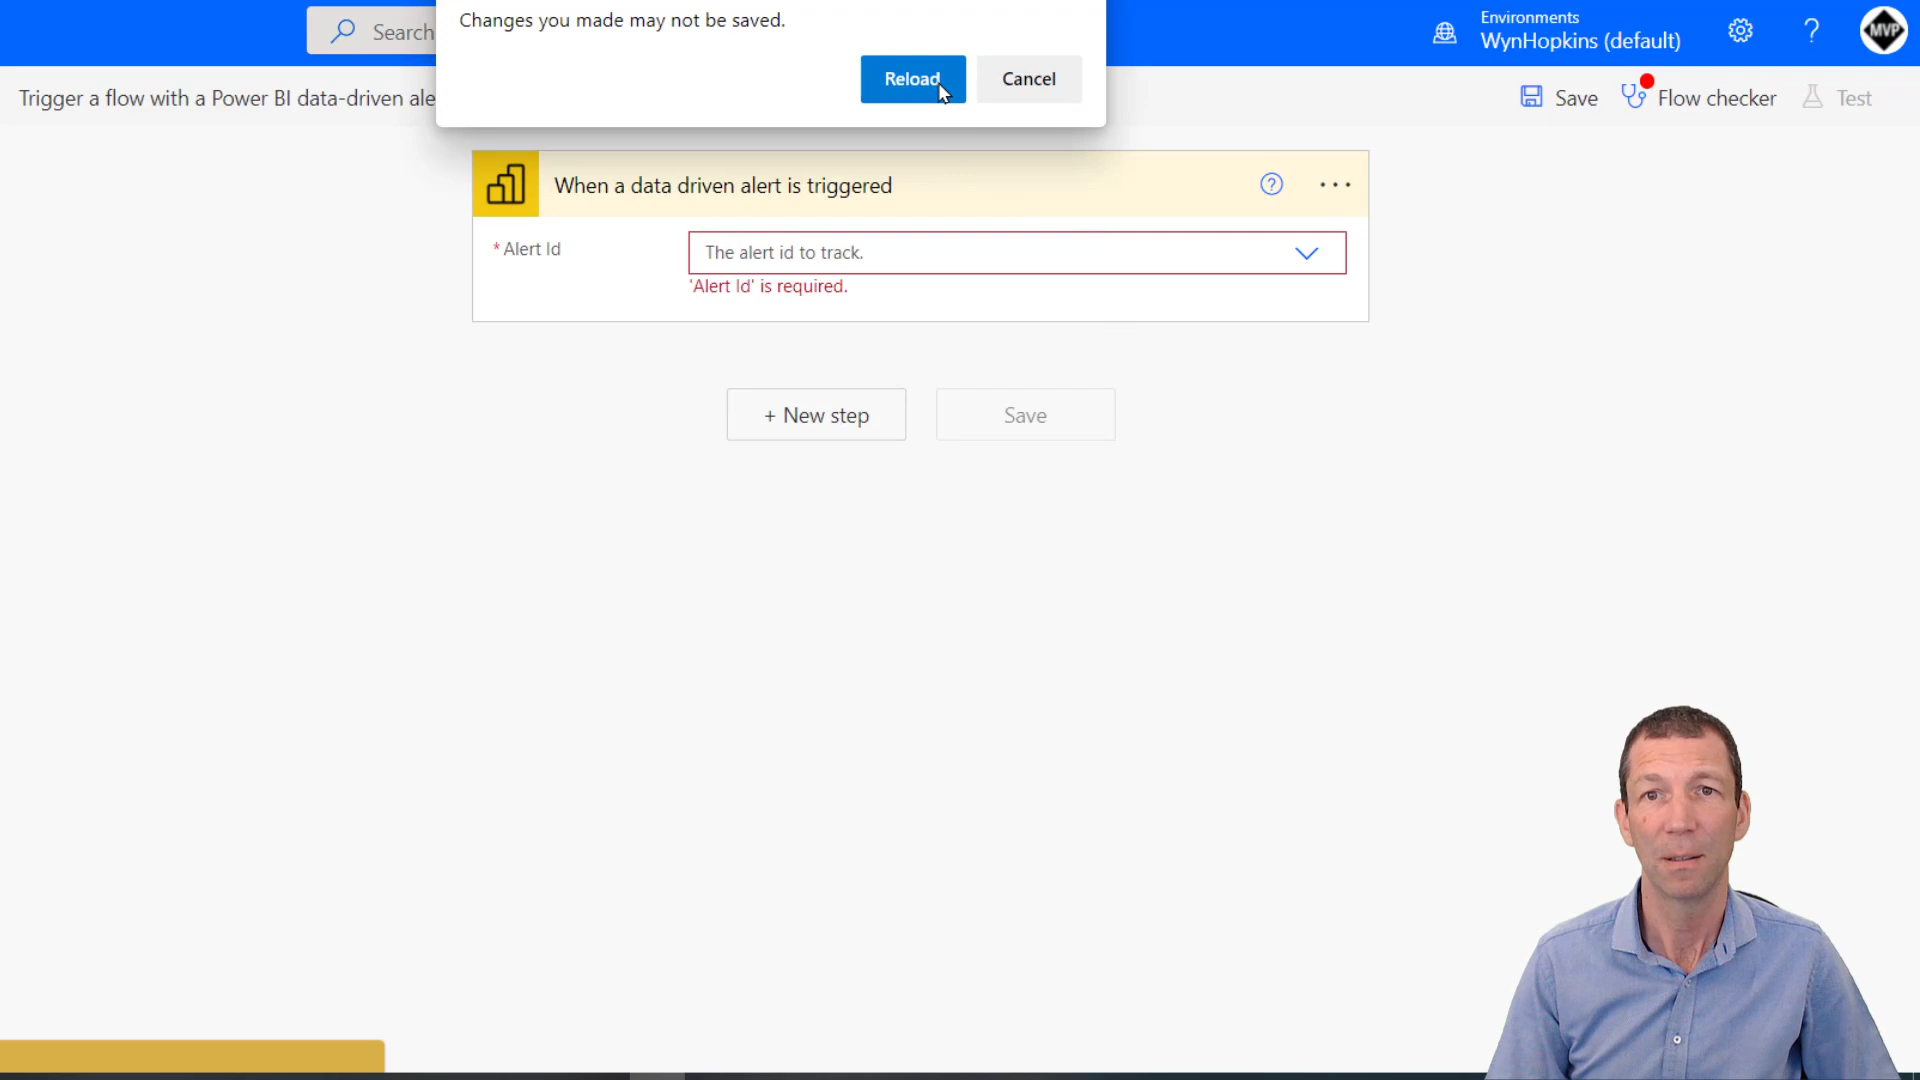 Changes you made may not be saved.
Search
Environments
WynHopkins (default)
MVP
Reload
Cancel
Trigger a flow with a Power BI data-driven ale
Save
Flow checker
Test
When a data driven alert is triggered
* Alert Id
The alert id to track.
'Alert Id' is required.
+ New step
Save